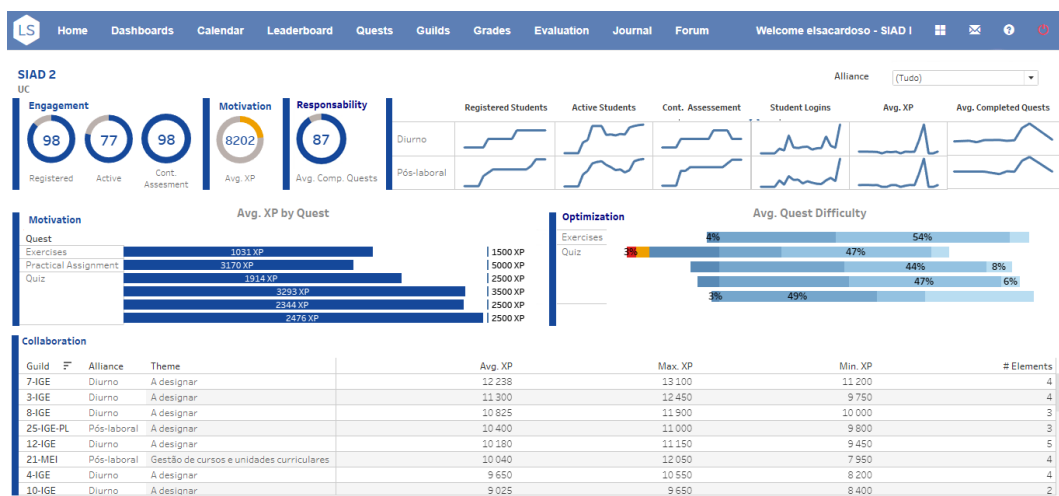 LS Home Dashboards Calendar Leaderboard Quests Guilds Grades Evaluation Journal Forum Welcome elsacardoso - SIAD I
SIAD 2
UC
Alliance (Tudo)
Engagement
98 77 98
Registered Active Cont. Assesment
Motivation
8202
Avg. XP
Responsability
87
Avg. Comp. Quests
Registered Students Active Students Cont. Assessement Student Logins Avg. XP Avg. Completed Quests
Diurno
Pós-laboral
Motivation
Avg. XP by Quest
Quest
Exercises 1031 XP 1500 XP
Practical Assignment 3170 XP 5000 XP
Quiz 1914 XP 2500 XP
3293 XP 3500 XP
2344 XP 2500 XP
2476 XP 2500 XP
Optimization
Avg. Quest Difficulty
Exercises 4% 54%
Quiz 3% 47%
44% 8%
47% 6%
3% 49%
Collaboration
Guild Alliance Theme Avg. XP Max. XP Min. XP # Elements
7-IGE Diurno A designar 12 238 13 100 11 200 4
3-IGE Diurno A designar 11 300 12 450 9 750 4
8-IGE Diurno A designar 10 825 11 900 10 000 3
25-IGE-PL Pós-laboral A designar 10 400 11 000 9 800 3
12-IGE Diurno A designar 10 180 11 150 9 450 5
21-MEI Pós-laboral Gestão de cursos e unidades curriculares 10 040 12 050 7 950 4
4-IGE Diurno A designar 9 650 10 550 8 200 4
10-IGE Diurno A designar 9 025 9 650 8 400 2